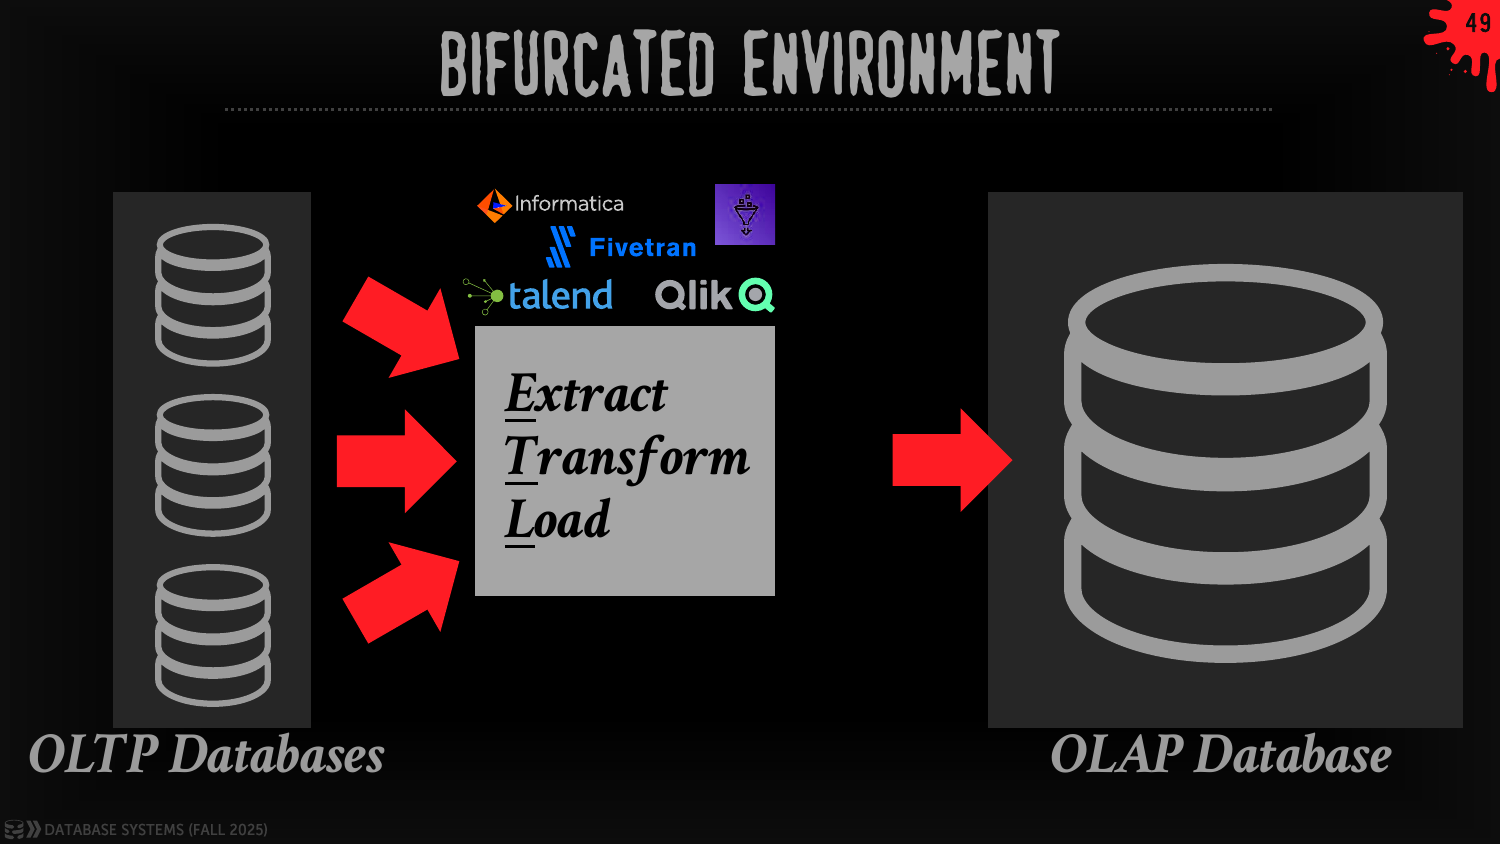 BIFURCATED ENVIRONMENT
49
Informatica
Fivetran
talend
Qlik
Extract
Transform
Load
OLTP Databases
OLAP Database
DATABASE SYSTEMS (FALL 2025)